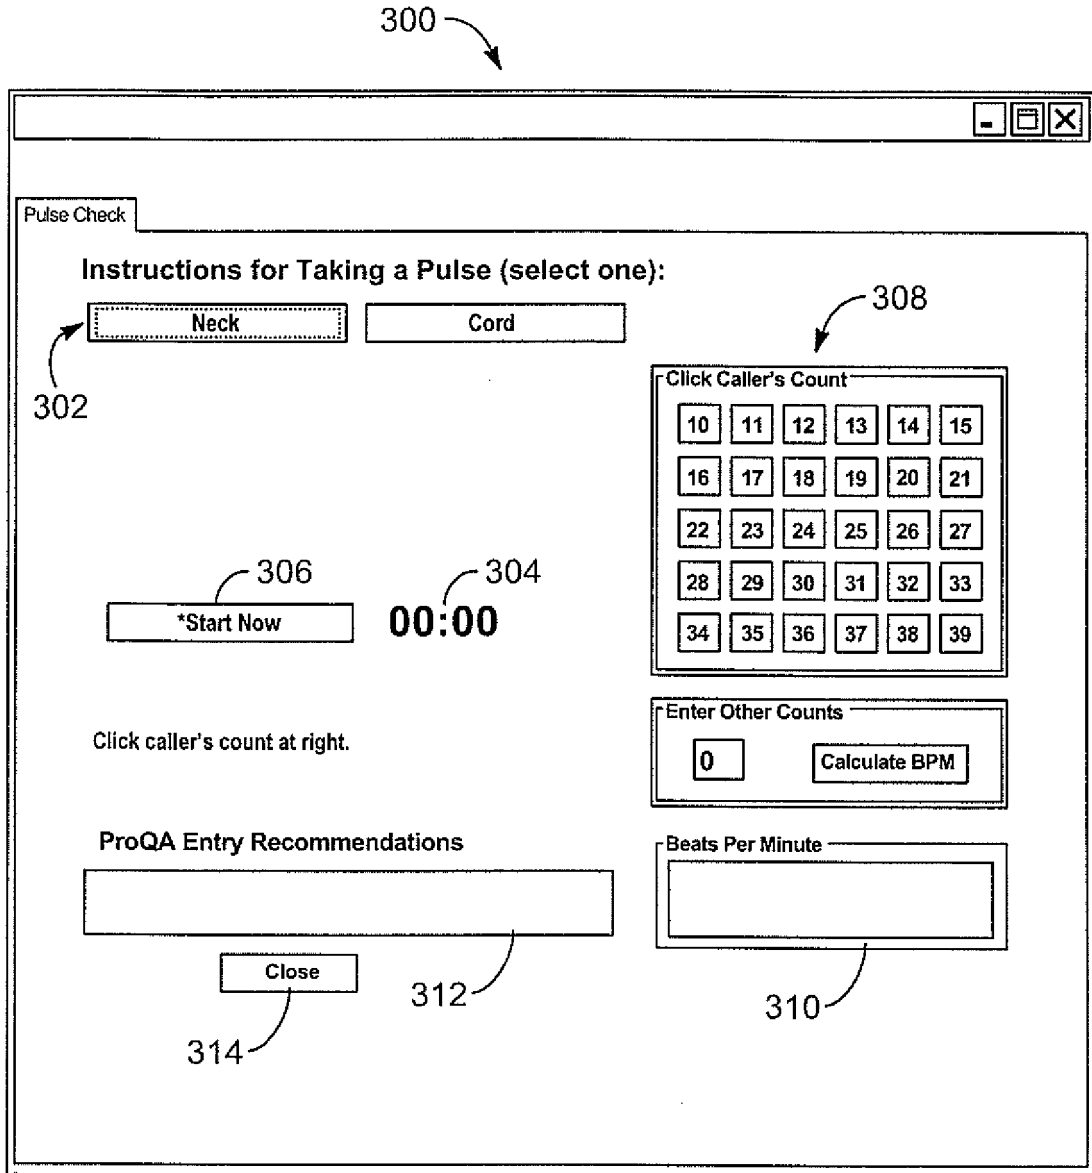 300
Pulse Check
Instructions for Taking a Pulse (select one):
Neck Cord
302
308
Click Caller's Count
10 11 12 13 14 15
16 17 18 19 20 21
22 23 24 25 26 27
28 29 30 31 32 33
34 35 36 37 38 39
306 304
*Start Now 00:00
Click caller's count at right.
Enter Other Counts
0 Calculate BPM
ProQA Entry Recommendations
Beats Per Minute
Close
312
310
314